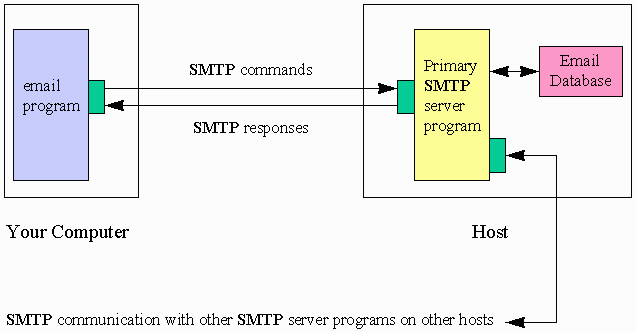 email
program
SMTP commands
SMTP responses
Primary
SMTP
server
program
Email
Database
Your Computer
Host
SMTP communication with other SMTP server programs on other hosts